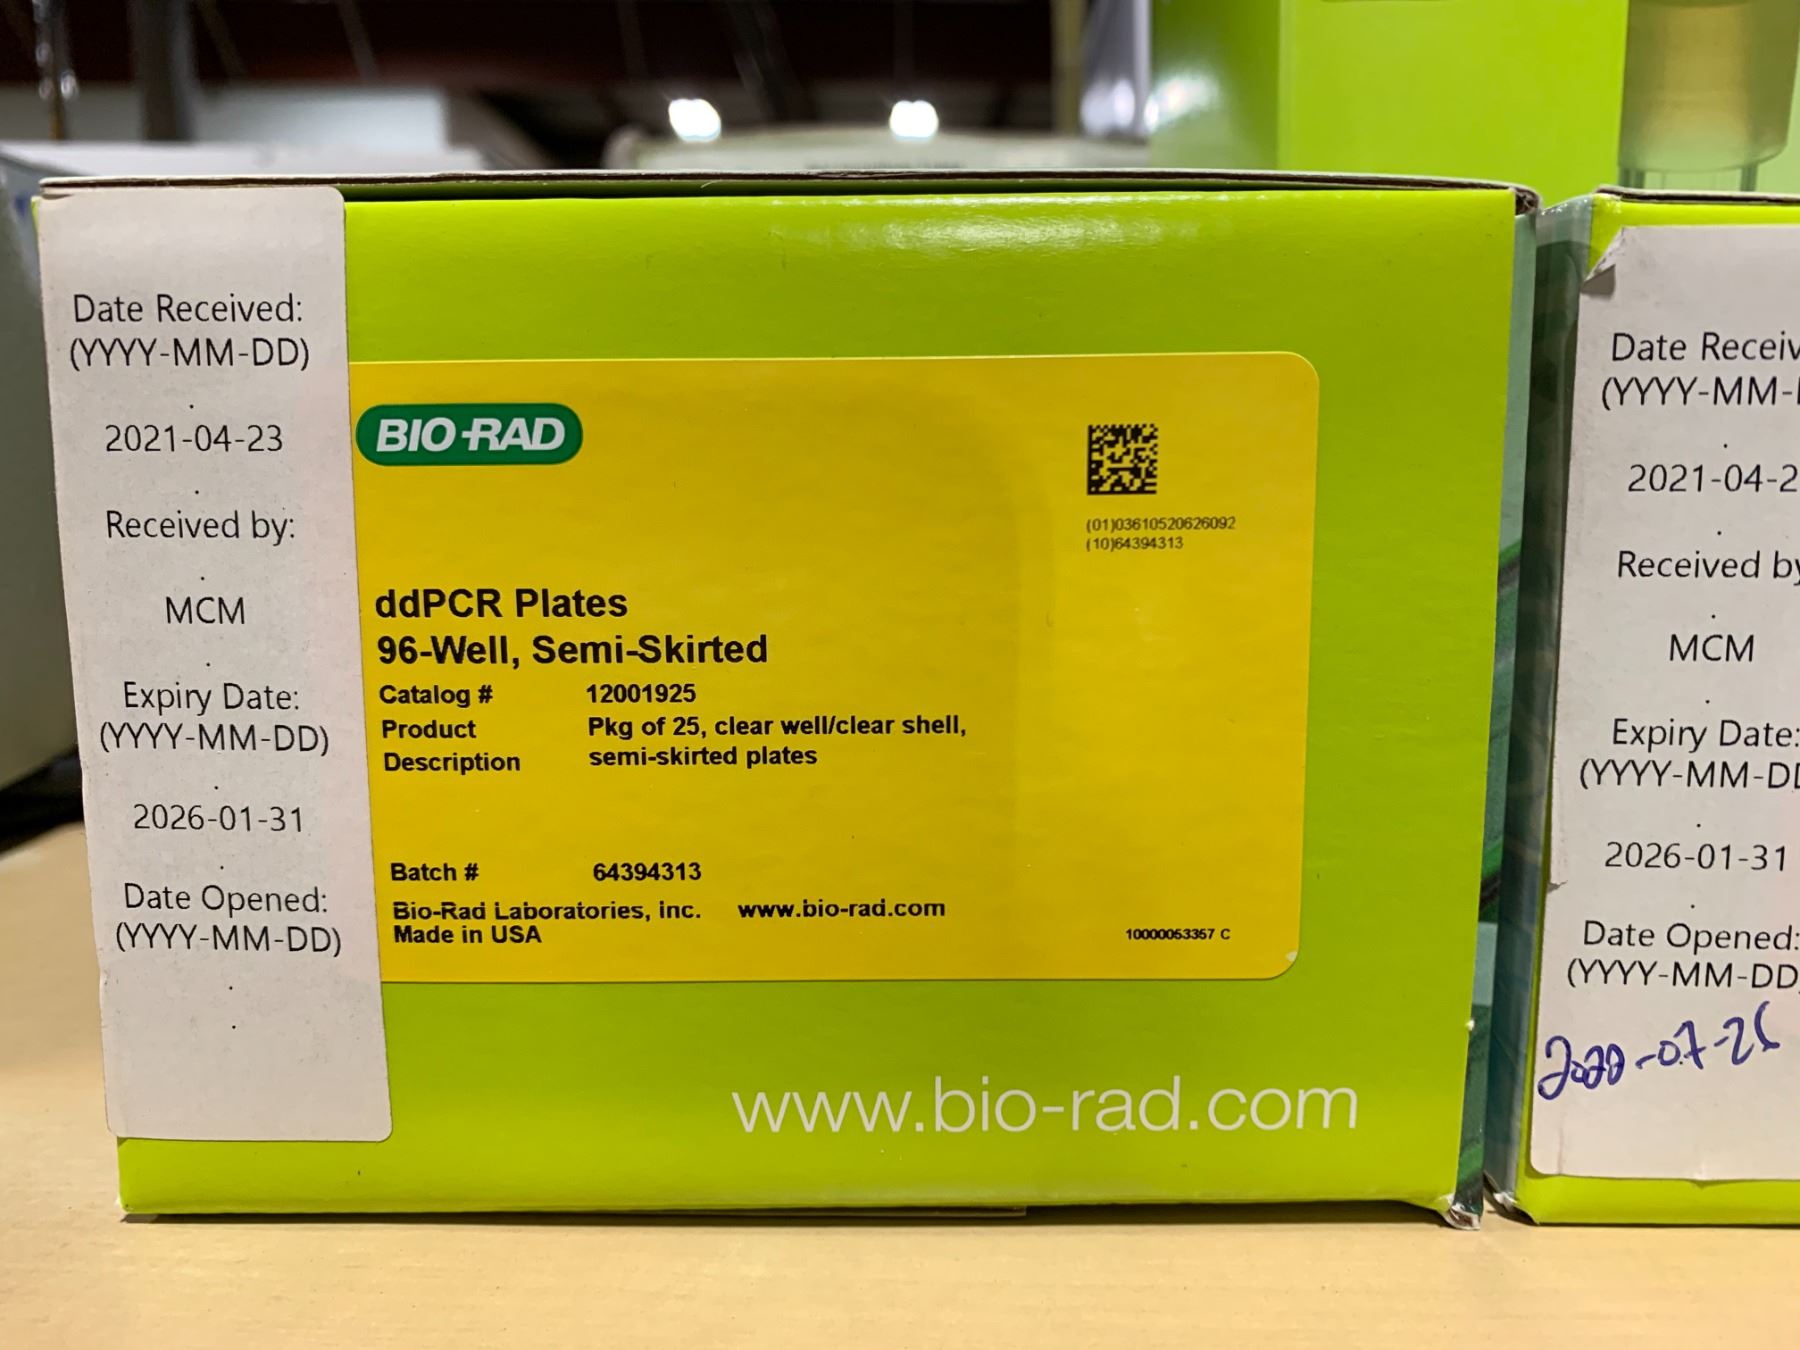 Date Received:
(YYYY-MM-DD)
.
2021-04-23
.
Received by:
.
MCM
.
Expiry Date:
(YYYY-MM-DD)
.
2026-01-31
.
Date Opened:
(YYYY-MM-DD)
.
.
BIO-RAD
(01)03610520626092
(10)64394313
ddPCR Plates
96-Well, Semi-Skirted
Catalog # 12001925
Product Pkg of 25, clear well/clear shell,
Description semi-skirted plates
Batch # 64394313
Bio-Rad Laboratories, inc. www.bio-rad.com
Made in USA
10000053357 C
www.bio-rad.com
Date Receiv
(YYYY-MM-
.
2021-04-2
.
Received by
.
MCM
.
Expiry Date:
(YYYY-MM-DD
.
2026-01-31
.
Date Opened:
(YYYY-MM-DD